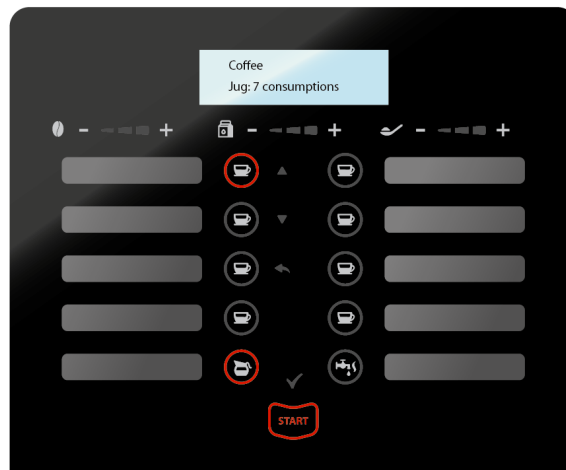 Coffee
Jug: 7 consumptions
- +
- +
- +
START